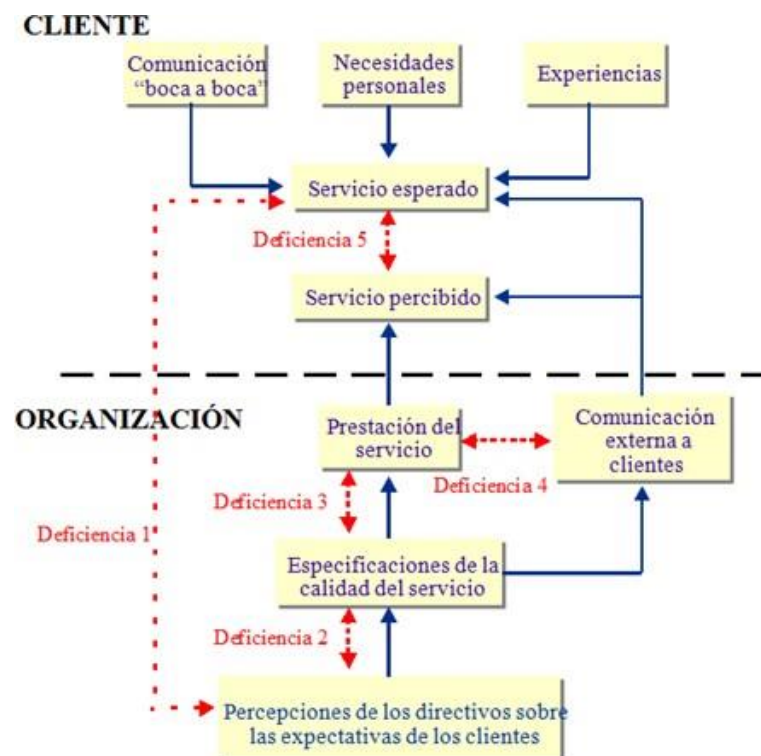 CLIENTE
Comunicación
“boca a boca”
Necesidades
personales
Experiencias
Servicio esperado
Deficiencia 5
Servicio percibido
ORGANIZACIÓN
Prestación del
servicio
Comunicación
externa a
clientes
Deficiencia 3
Deficiencia 4
Deficiencia 1
Especificaciones de la
calidad del servicio
Deficiencia 2
Percepciones de los directivos sobre
las expectativas de los clientes